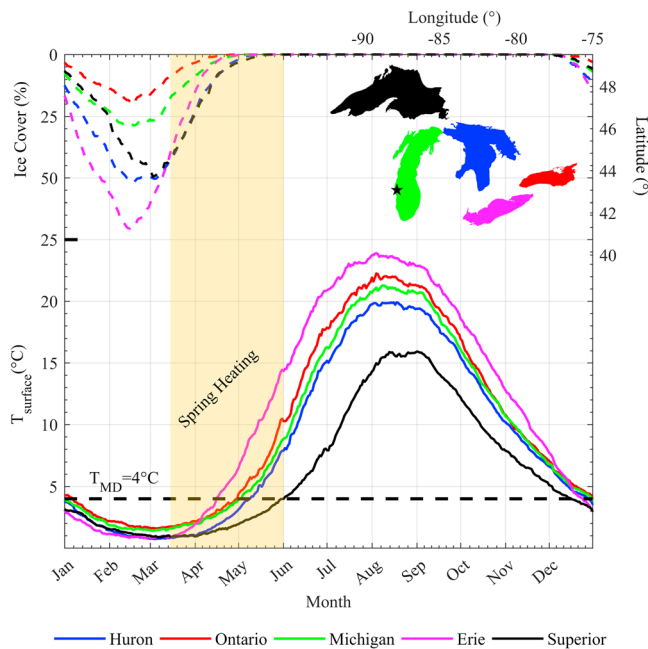 Longitude (°)
-90 -85 -80 -75
0
25
50
Ice Cover (%)
48
46
44
42
40
Latitude (°)
25
20
15
10
5
T_surface(°C)
Spring Heating
T_MD=4°C
Jan Feb Mar Apr May Jun Jul Aug Sep Oct Nov Dec
Month
Huron Ontario Michigan Erie Superior